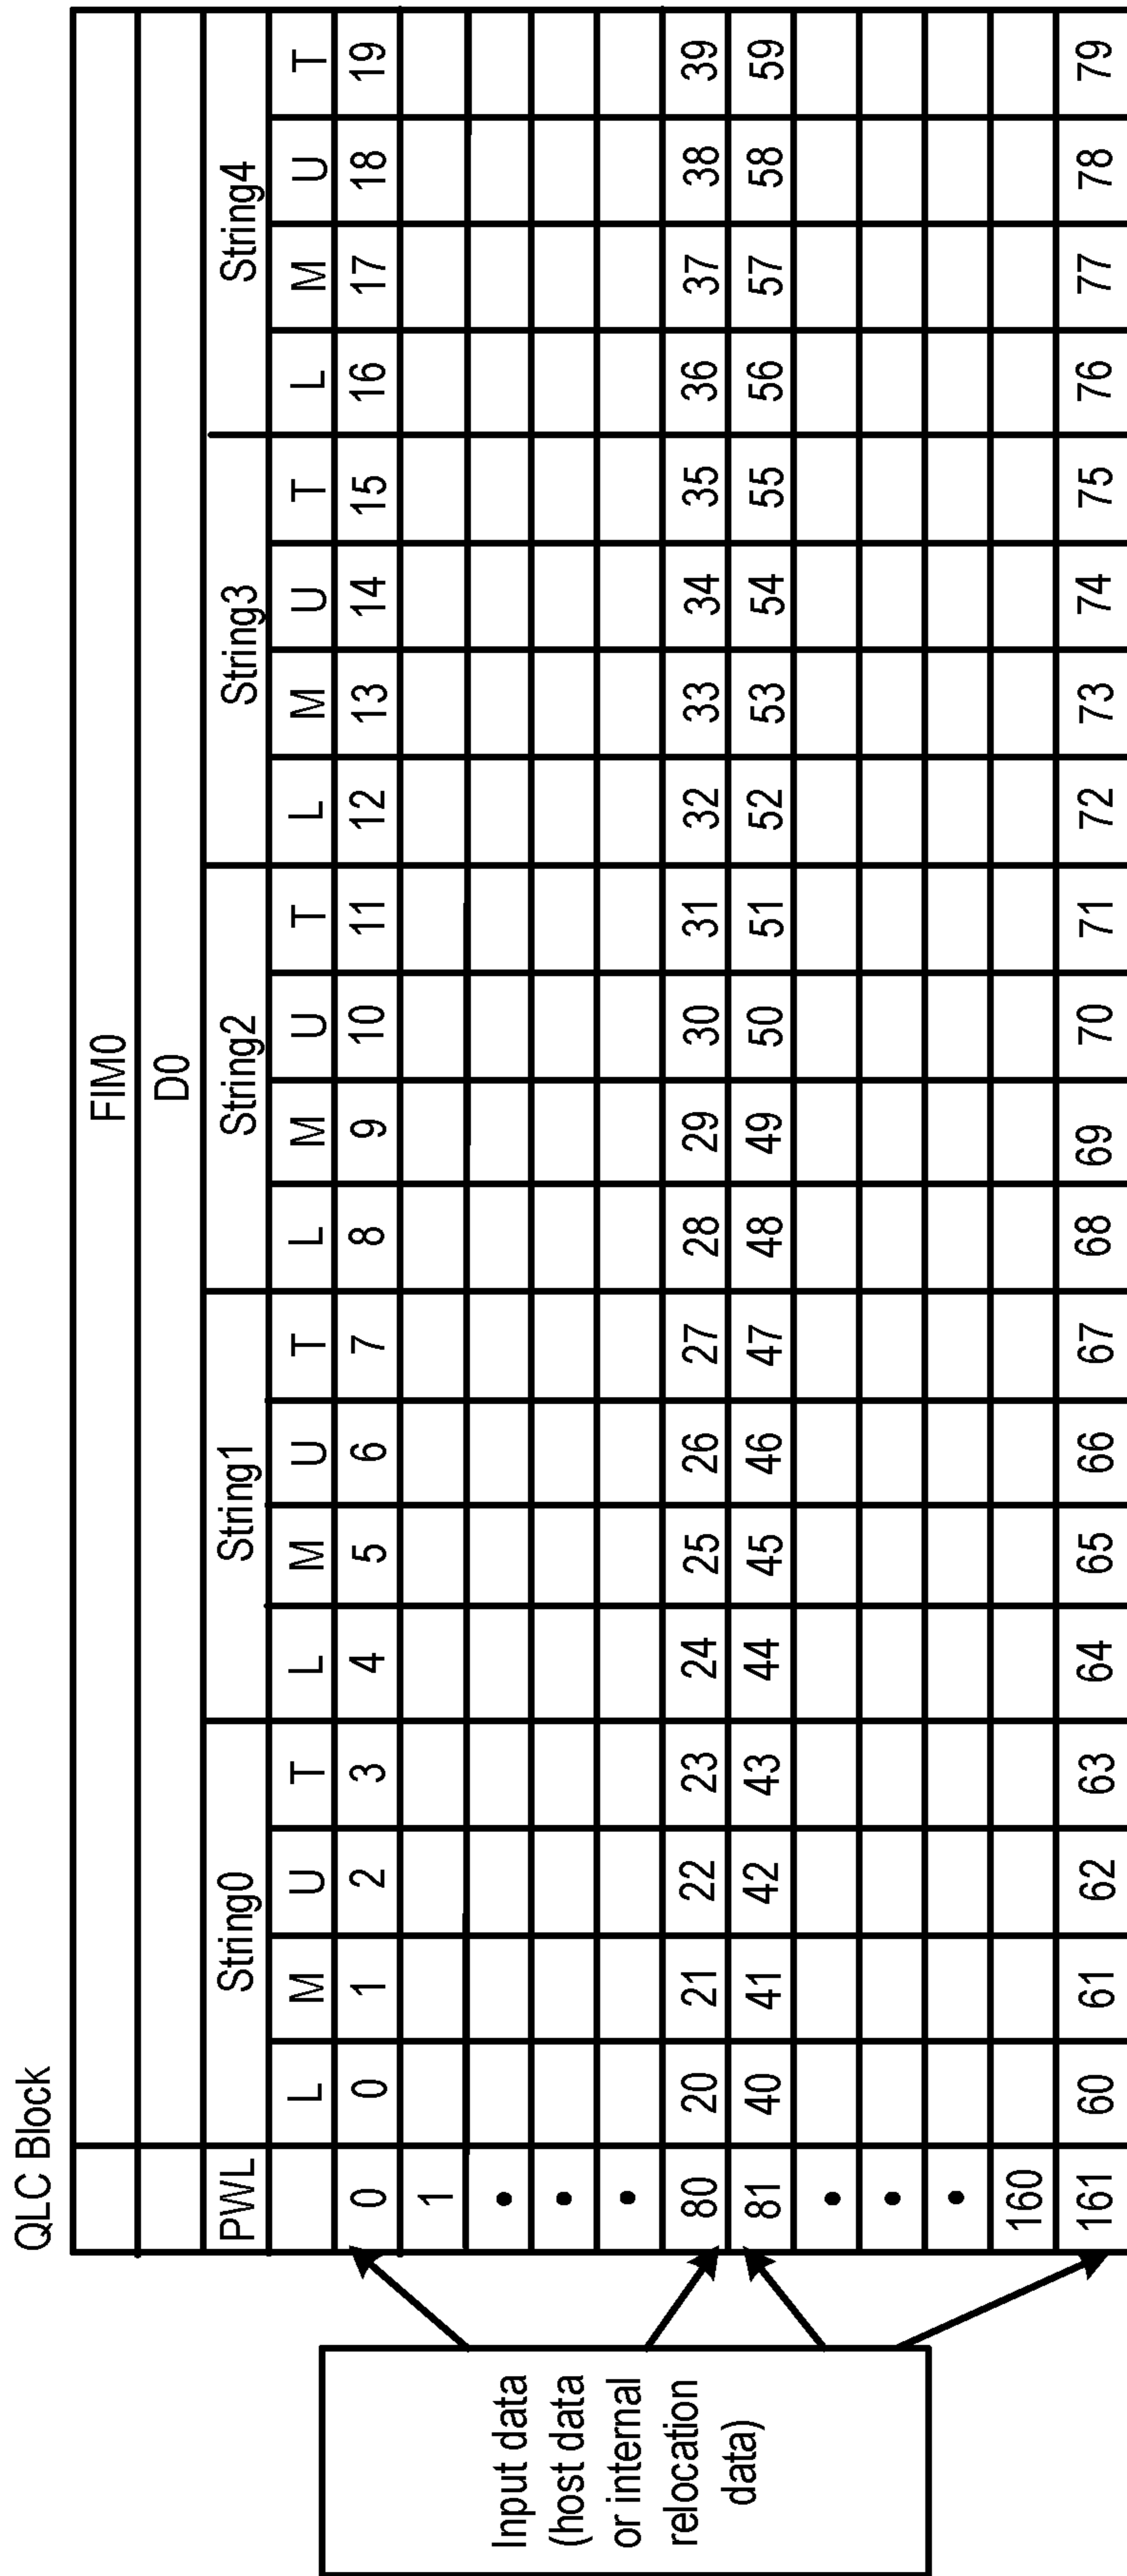 QLC Block
FIM0
D0
PWL String0 String1 String2 String3 String4
L M U T L M U T L M U T L M U T L M U T
0 0 1 2 3 4 5 6 7 8 9 10 11 12 13 14 15 16 17 18 19
1
•
•
•
80 20 21 22 23 24 25 26 27 28 29 30 31 32 33 34 35 36 37 38 39
81 40 41 42 43 44 45 46 47 48 49 50 51 52 53 54 55 56 57 58 59
•
•
•
160
161 60 61 62 63 64 65 66 67 68 69 70 71 72 73 74 75 76 77 78 79
Input data
(host data
or internal
relocation
data)